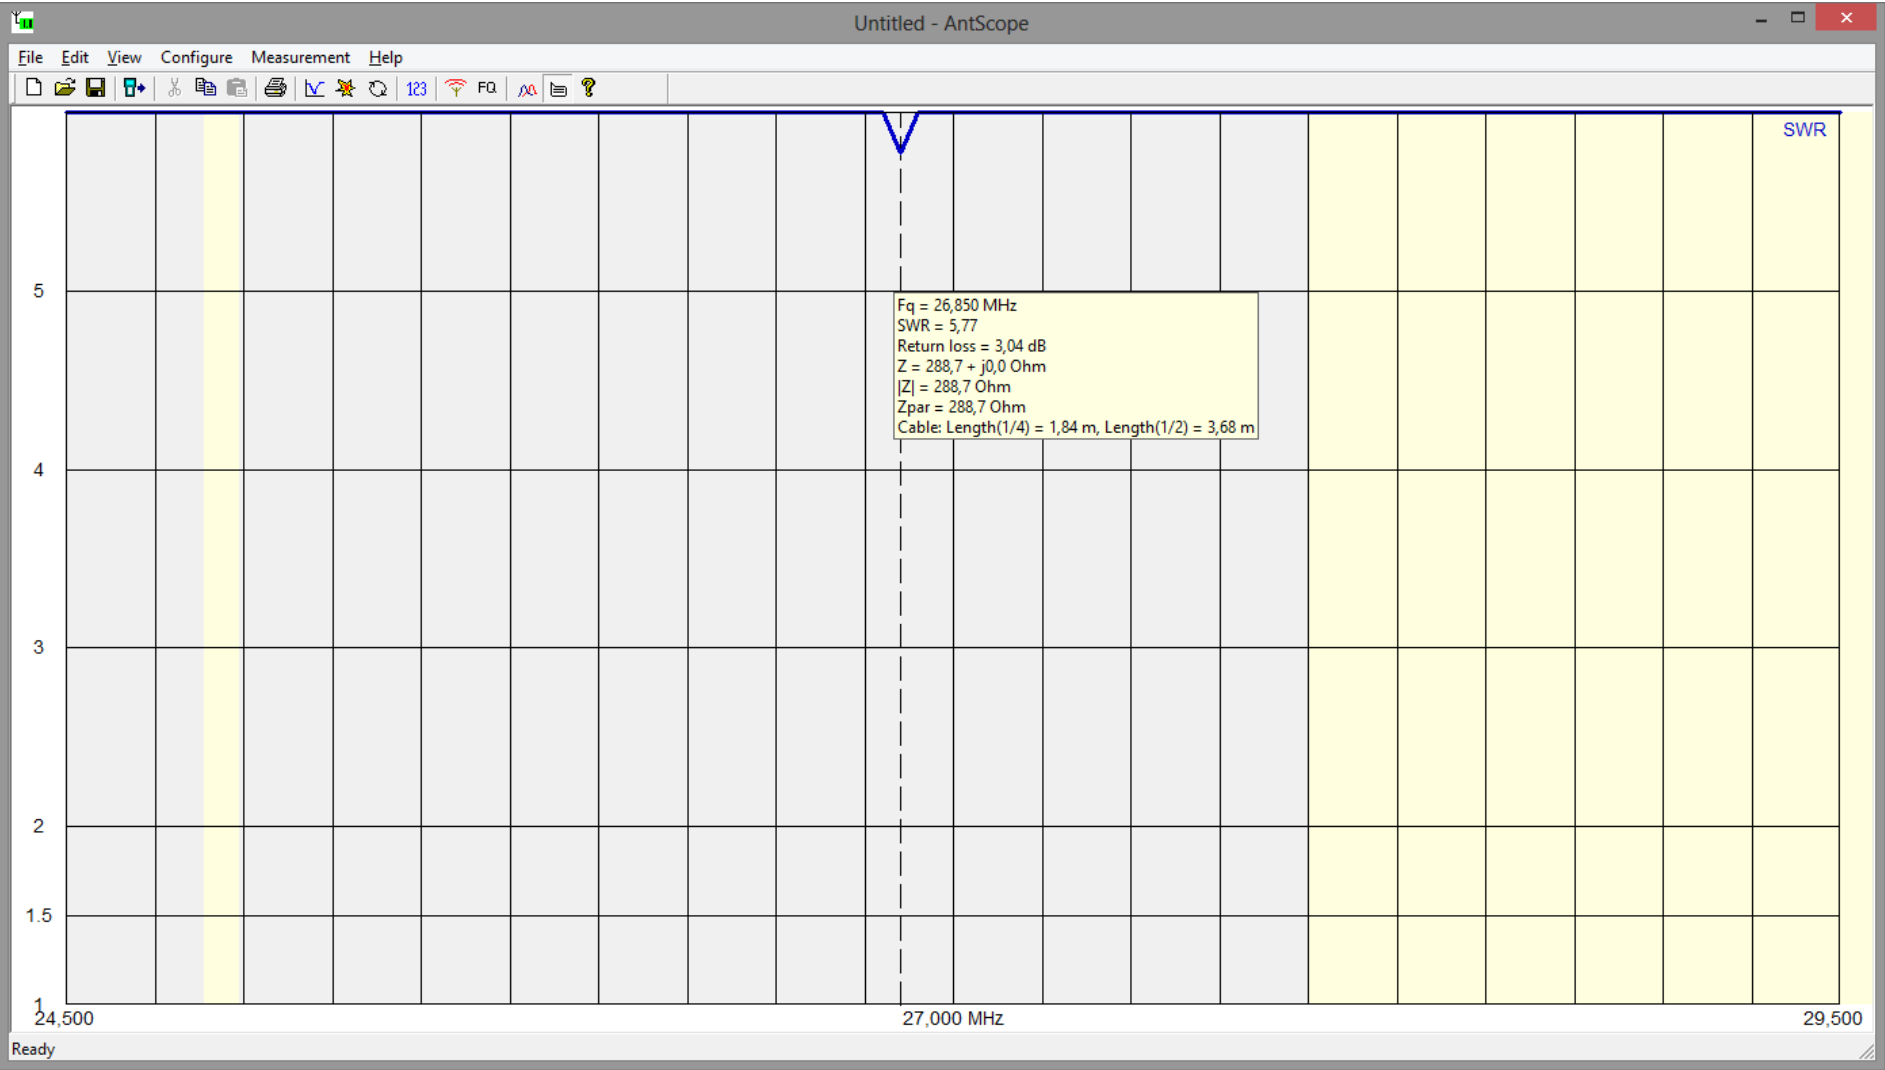 Untitled - AntScope
File Edit View Configure Measurement Help
123 FQ
SWR
5
Fq = 26,850 MHz
SWR = 5,77
Return loss = 3,04 dB
Z = 288,7 + j0,0 Ohm
|Z| = 288,7 Ohm
Zpar = 288,7 Ohm
Cable: Length(1/4) = 1,84 m, Length(1/2) = 3,68 m
4
3
2
1.5
1
24,500 27,000 MHz 29,500
Ready